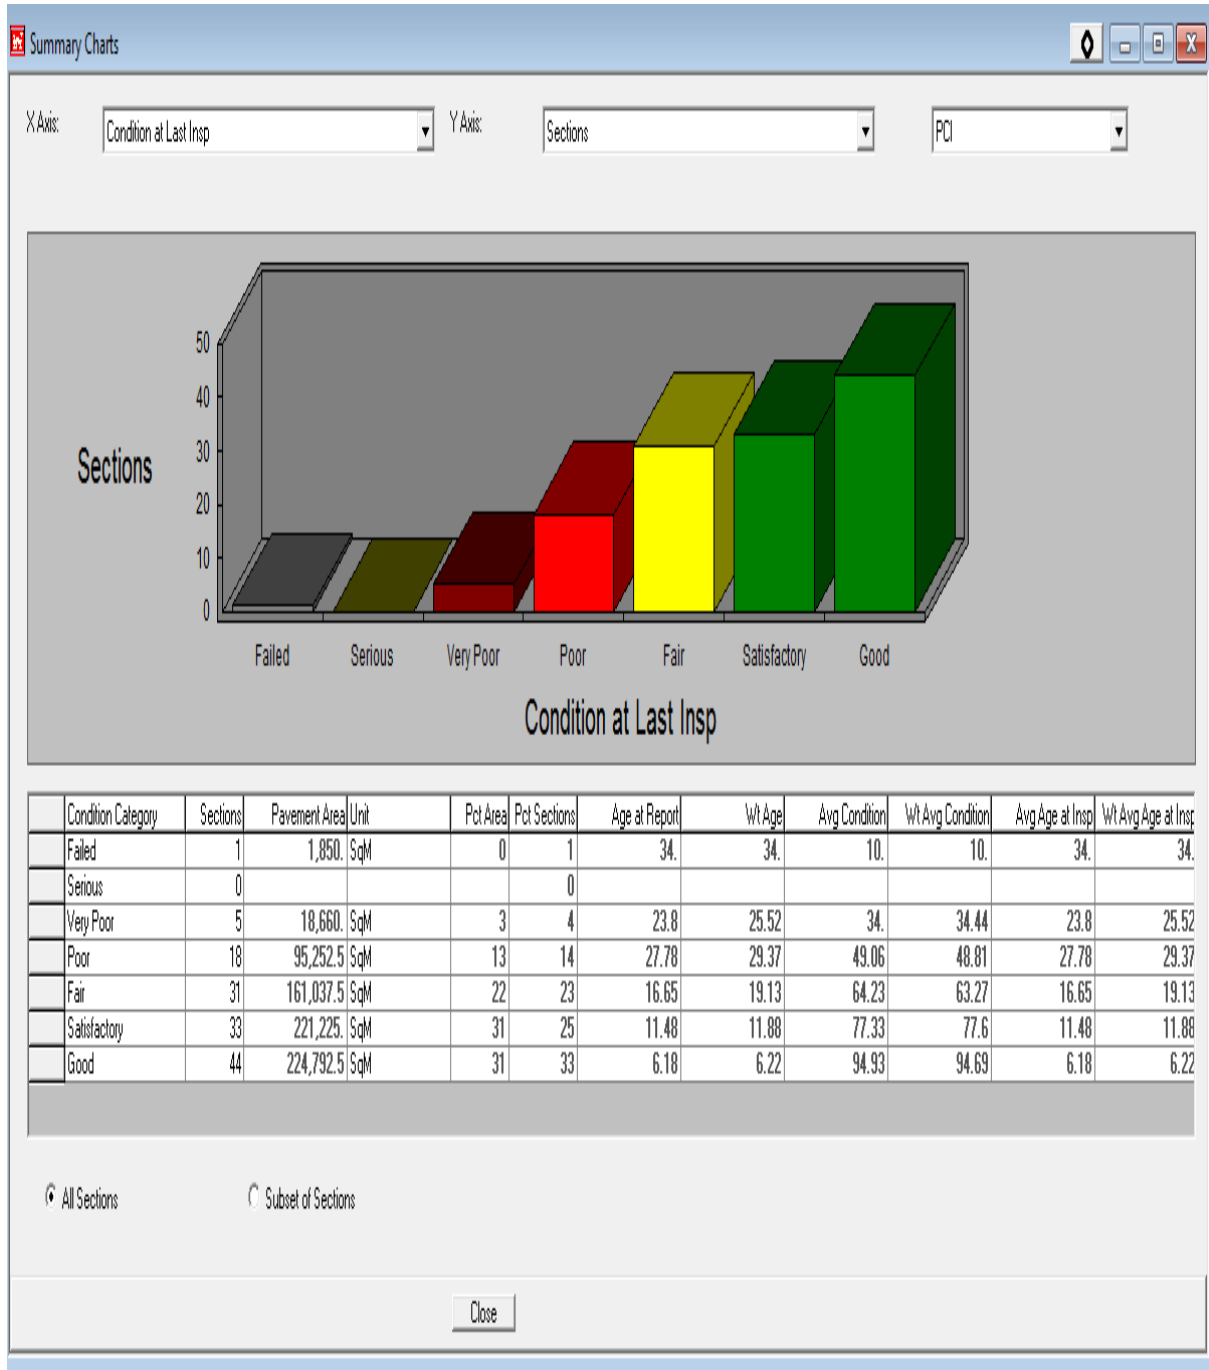 Summary Charts
X Axis: Condition at Last Insp Y Axis: Sections PCI
50
40
30
20
10
0
Sections
Failed Serious Very Poor Poor Fair Satisfactory Good
Condition at Last Insp
Condition Category Sections Pavement Area Unit Pct Area Pct Sections Age at Report Wt Age Avg Condition Wt Avg Condition Avg Age at Insp Wt Avg Age at Insp
Failed 1 1,850. SqM 0 1 34. 34. 10. 10. 34. 34.
Serious 0 0
Very Poor 5 18,660. SqM 3 4 23.8 25.52 34. 34.44 23.8 25.52
Poor 18 95,252.5 SqM 13 14 27.78 29.37 49.06 48.81 27.78 29.37
Fair 31 161,037.5 SqM 22 23 16.65 19.13 64.23 63.27 16.65 19.13
Satisfactory 33 221,225. SqM 31 25 11.48 11.88 77.33 77.6 11.48 11.88
Good 44 224,792.5 SqM 31 33 6.18 6.22 94.93 94.69 6.18 6.22
All Sections Subset of Sections
Close